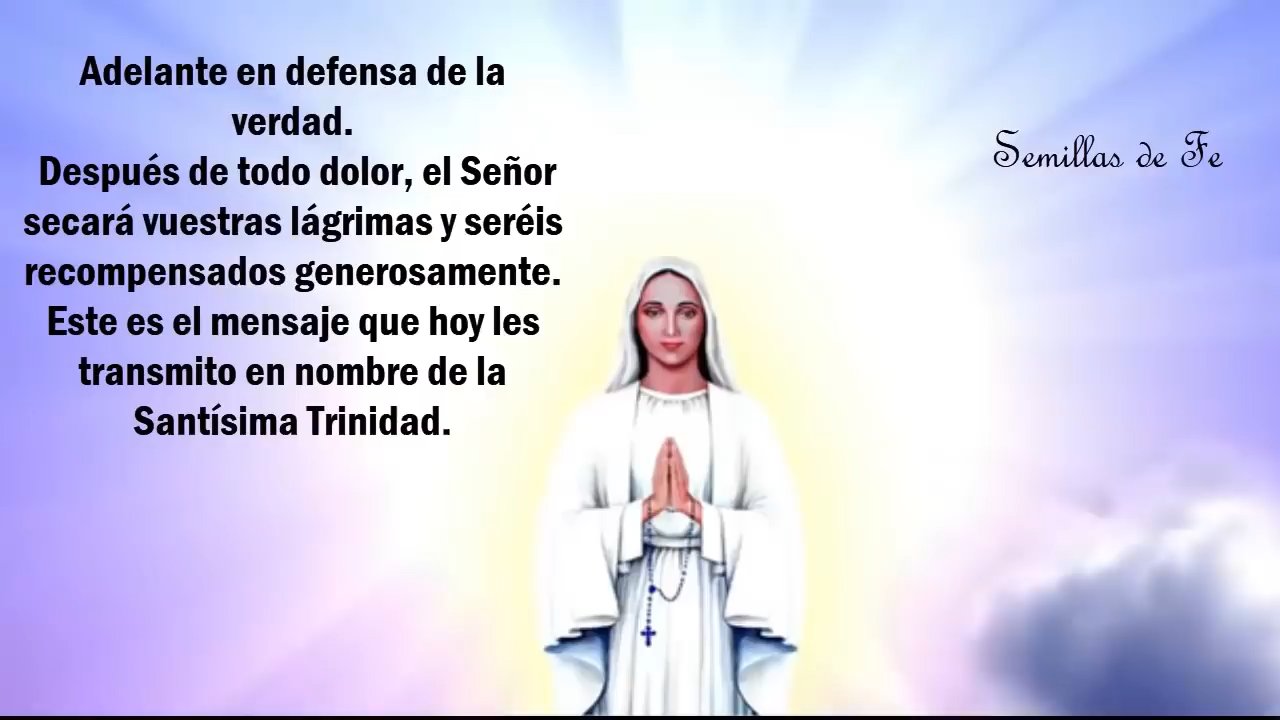 Adelante en defensa de la
verdad.
Después de todo dolor, el Señor
secará vuestras lágrimas y seréis
recompensados generosamente.
Este es el mensaje que hoy les
transmito en nombre de la
Santísima Trinidad.
Semillas de Fe